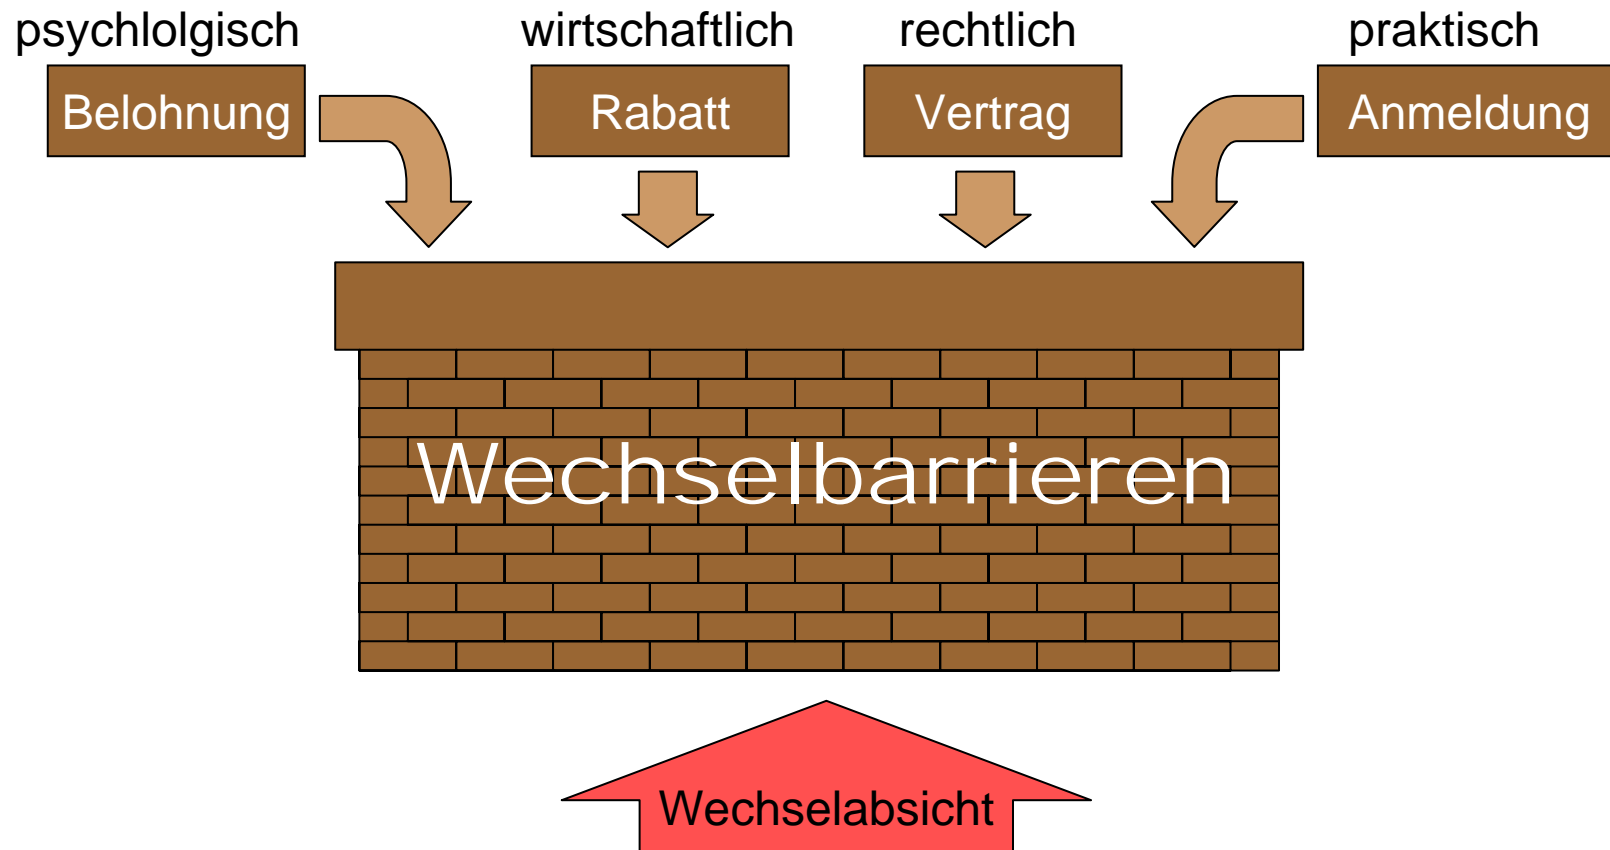 psychlolgisch wirtschaftlich rechtlich praktisch
Belohnung Rabatt Vertrag Anmeldung
Wechselbarrieren
Wechselabsicht